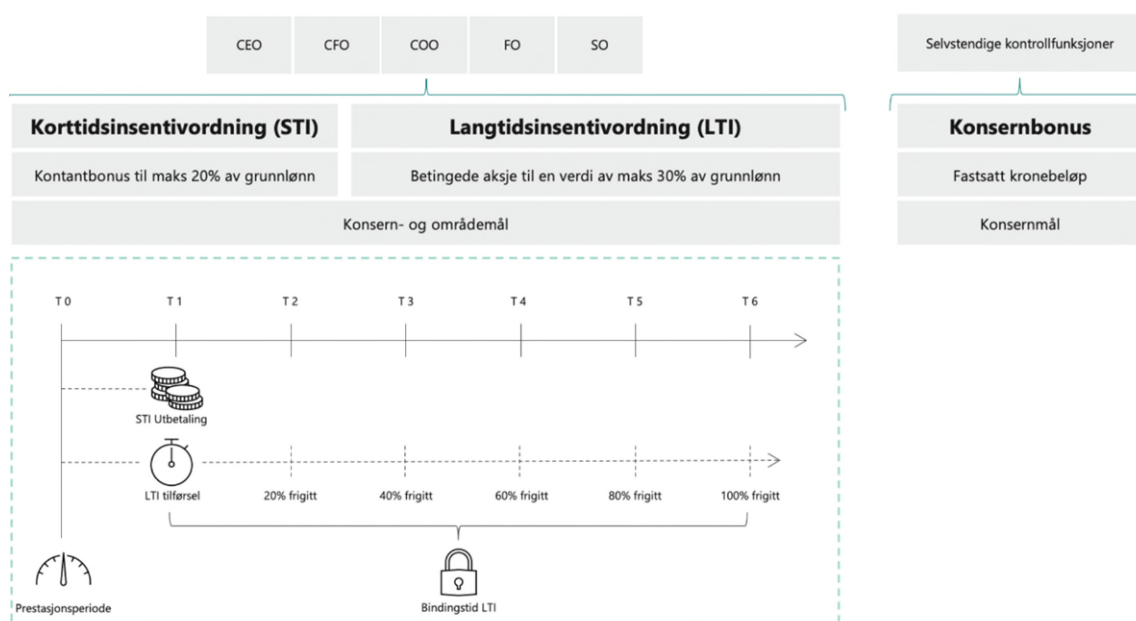 CEO
CFO
COO
FO
SO
Selvstendige kontrollfunksjoner
Korttidsinsentivordning (STI)
Langtidsinsentivordning (LTI)
Konsernbonus
Kontantbonus til maks 20% av grunnlønn
Betingede aksje til en verdi av maks 30% av grunnlønn
Fastsatt kronebeløp
Konsern- og områdemål
Konsernmål
T 0
T 1
T 2
T 3
T 4
T 5
T 6
STI Utbetaling
LTI tilførsel
20% frigitt
40% frigitt
60% frigitt
80% frigitt
100% frigitt
Prestasjonsperiode
Bindingstid LTI